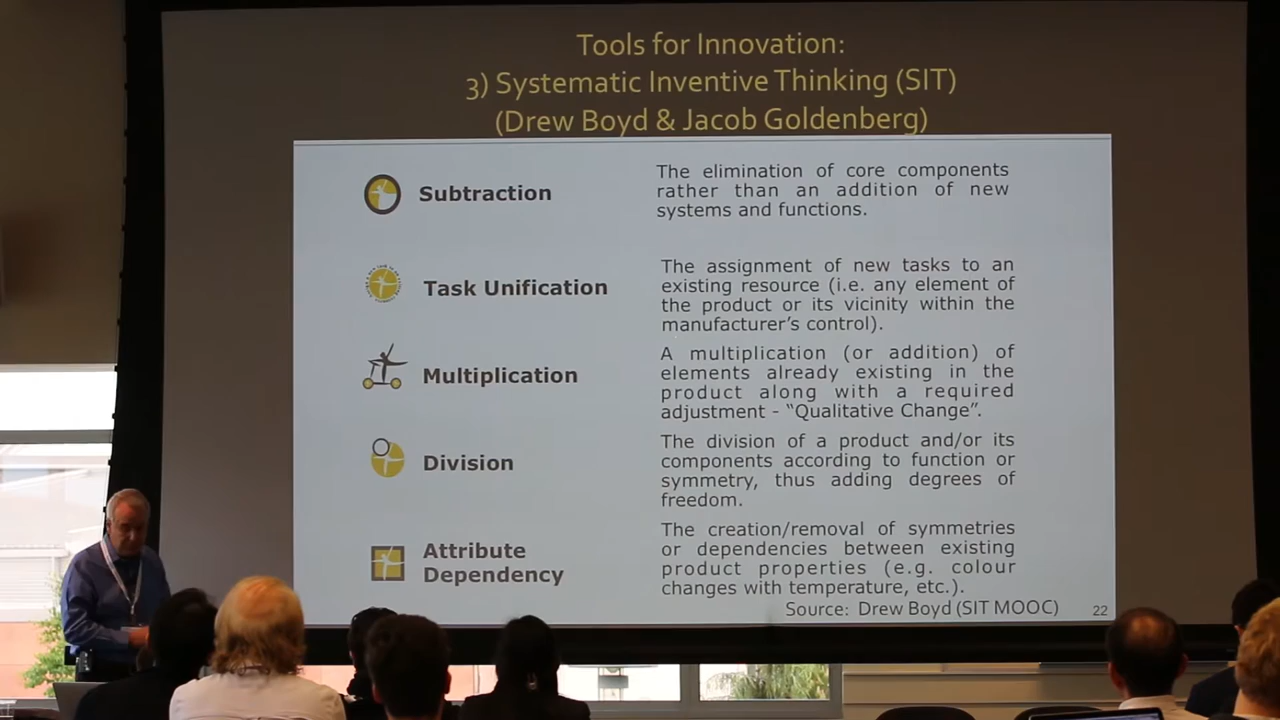 Tools for Innovation:
3) Systematic Inventive Thinking (SIT)
(Drew Boyd & Jacob Goldenberg)
Subtraction
The elimination of core components
rather than an addition of new
systems and functions.
Task Unification
The assignment of new tasks to an
existing resource (i.e. any element of
the product or its vicinity within the
manufacturer's control).
Multiplication
A multiplication (or addition) of
elements already existing in the
product along with a required
adjustment - "Qualitative Change".
Division
The division of a product and/or its
components according to function or
symmetry, thus adding degrees of
freedom.
Attribute
Dependency
The creation/removal of symmetries
or dependencies between existing
product properties (e.g. colour
changes with temperature, etc.).
Source: Drew Boyd (SIT MOOC)
22